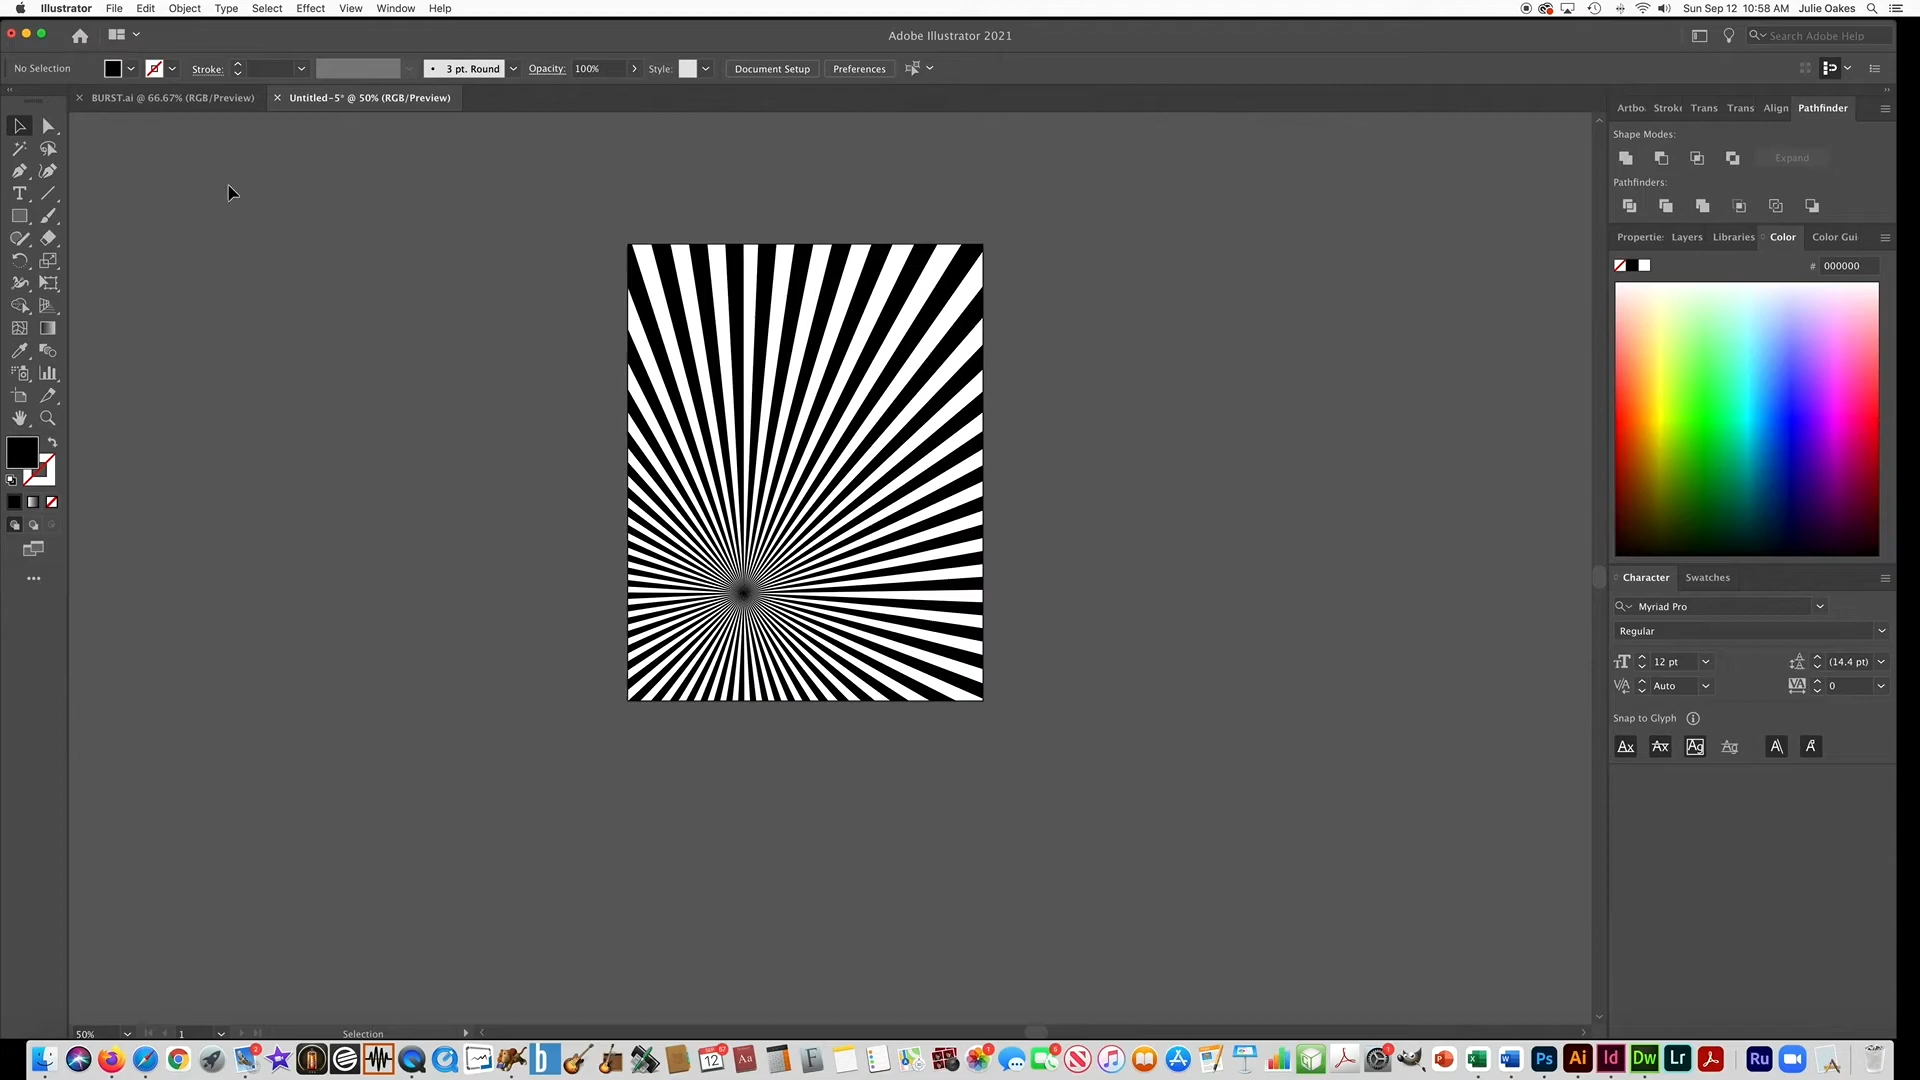 Illustrator File Edit Object Type Select Effect View Window Help
Sun Sep 12 10:58 AM Julie Oakes
Adobe Illustrator 2021
Search Adobe Help
No Selection
Stroke:
3 pt. Round
Opacity: 100%
Style:
Document Setup
Preferences
BURST.ai @ 66.67% (RGB/Preview)
Untitled-5* @ 50% (RGB/Preview)
Artbo Stroke Trans Trans Align Pathfinder
Shape Modes:
Expand
Pathfinders:
Propertie: Layers Libraries Color Color Gui
# 000000
Character Swatches
Myriad Pro
Regular
12 pt
(14.4 pt)
Auto
0
Snap to Glyph
50%
1
Selection